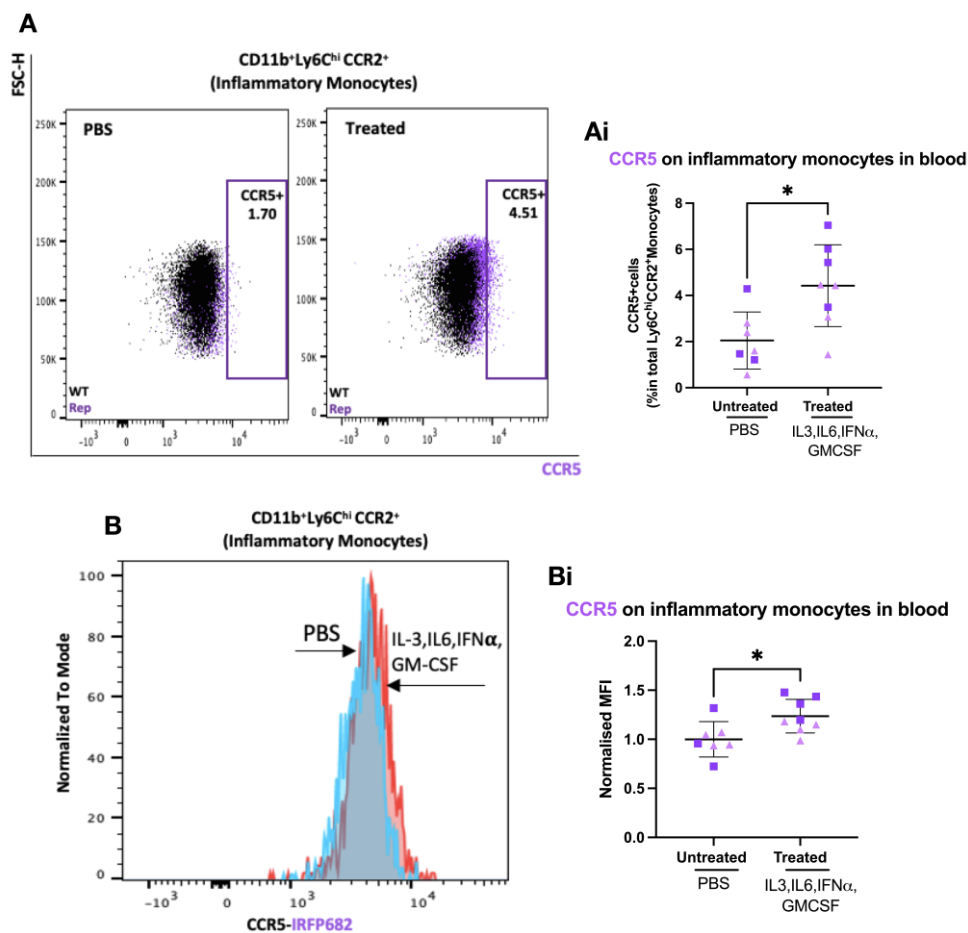 A
FSC-H
CD11b⁺Ly6Cʰⁱ CCR2⁺
(Inflammatory Monocytes)
PBS
Treated
250K
200K
150K
100K
50K
0
CCR5+
1.70
WT
Rep
-10³ 0 10³ 10⁴
250K
200K
150K
100K
50K
0
CCR5+
4.51
WT
Rep
-10³ 0 10³ 10⁴
CCR5
Ai
CCR5 on inflammatory monocytes in blood
CCR5+cells
(%in total Ly6CʰⁱCCR2⁺Monocytes)
8
6
4
2
0
*
Untreated Treated
PBS IL3,IL6,IFNα,
GMCSF
B
CD11b⁺Ly6Cʰⁱ CCR2⁺
(Inflammatory Monocytes)
Normalized To Mode
100
80
60
40
20
0
PBS
IL-3,IL6,IFNα,
GM-CSF
-10³ 0 10³ 10⁴
CCR5-IRFP682
Bi
CCR5 on inflammatory monocytes in blood
Normalised MFI
2.0
1.5
1.0
0.5
0.0
*
Untreated Treated
PBS IL3,IL6,IFNα,
GMCSF